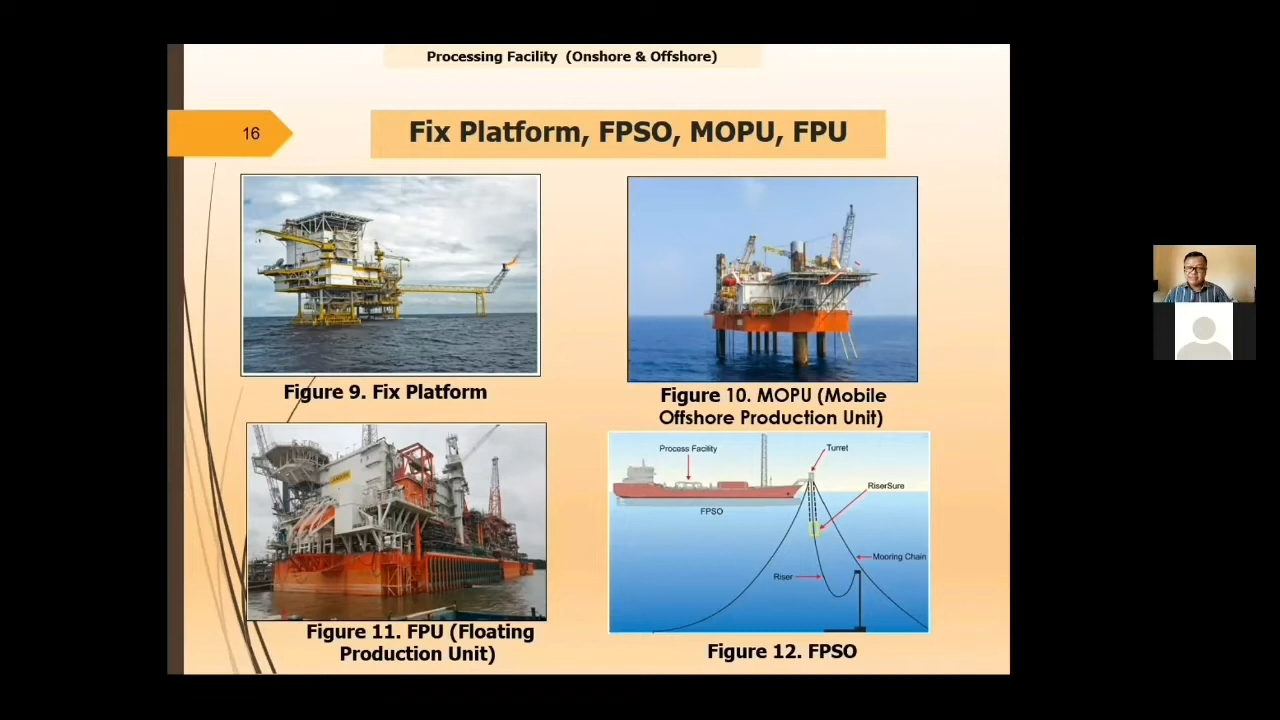 Processing Facility (Onshore & Offshore)
16
Fix Platform, FPSO, MOPU, FPU
Figure 9. Fix Platform
Figure 10. MOPU (Mobile
Offshore Production Unit)
Process Facility
Turret
RiserSure
FPSO
Mooring Chain
Riser
Figure 11. FPU (Floating
Production Unit)
Figure 12. FPSO